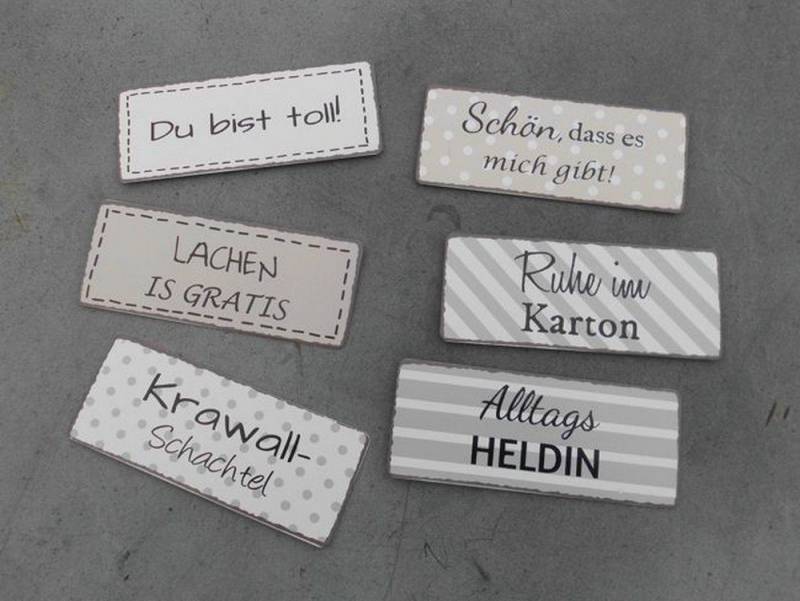 Du bist toll!
Schön, dass es
mich gibt!
LACHEN
IS GRATIS
Ruhe im
Karton
Krawall-
Schachtel
Alltags
HELDIN